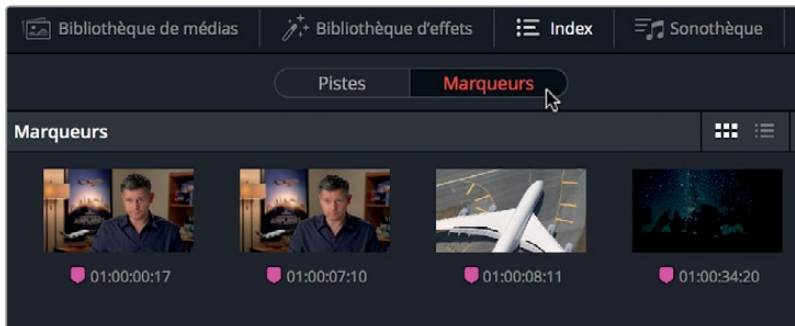 Bibliothèque de médias Bibliothèque d'effets Index Sonothèque
Pistes Marqueurs
Marqueurs
01:00:00:17 01:00:07:10 01:00:08:11 01:00:34:20